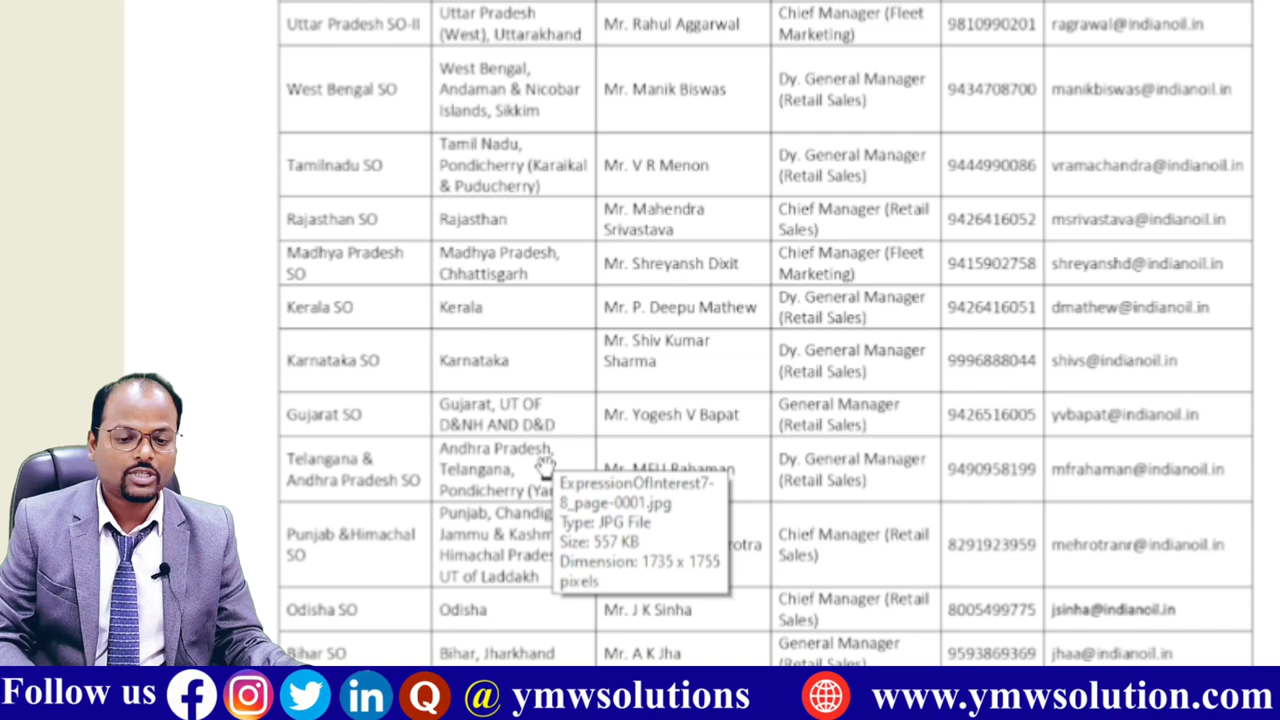 Uttar Pradesh SO-II Uttar Pradesh (West), Uttarakhand Mr. Rahul Aggarwal Chief Manager (Fleet Marketing) 9810990201 ragrawal@indianoil.in
West Bengal SO West Bengal, Andaman & Nicobar Islands, Sikkim Mr. Manik Biswas Dy. General Manager (Retail Sales) 9434708700 manikbiswas@indianoil.in
Tamilnadu SO Tamil Nadu, Pondicherry (Karaikal & Puducherry) Mr. V R Menon Dy. General Manager (Retail Sales) 9444990086 vramachandra@indianoil.in
Rajasthan SO Rajasthan Mr. Mahendra Srivastava Chief Manager (Retail Sales) 9426416052 msrivastava@indianoil.in
Madhya Pradesh SO Madhya Pradesh, Chhattisgarh Mr. Shreyansh Dixit Chief Manager (Fleet Marketing) 9415902758 shreyanshd@indianoil.in
Kerala SO Kerala Mr. P. Deepu Mathew Dy. General Manager (Retail Sales) 9426416051 dmathew@indianoil.in
Karnataka SO Karnataka Mr. Shiv Kumar Sharma Dy. General Manager (Retail Sales) 9996888044 shivs@indianoil.in
Gujarat SO Gujarat, UT OF D&NH AND D&D Mr. Yogesh V Bapat General Manager (Retail Sales) 9426516005 yvbapat@indianoil.in
Telangana & Andhra Pradesh SO Andhra Pradesh, Telangana, Pondicherry Mr. Rahaman Dy. General Manager (Retail Sales) 9490958199 mfrahaman@indianoil.in
Punjab &Himachal SO Punjab, Jammu & Himachal UT of Laddakh Chief Manager (Retail Sales) 8291923959 mehrotranr@indianoil.in
Odisha SO Odisha Mr. J K Sinha Chief Manager (Retail Sales) jsinha@indianoil.in
Bihar SO Bihar, Jharkhand Mr. A K Jha General Manager (Retail Sales) 9593869369 jhaa@indianoil.in
ExpressionOfInterest7-
8_page-0001.jpg
Type: JPG File
Size: 557 KB
Dimension: 1735 x 1755
pixels
Follow us @ ymwsolutions www.ymwsolution.com